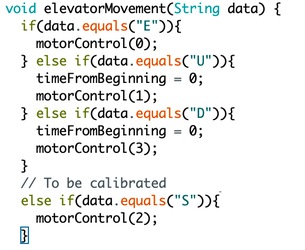 void elevatorMovement(String data) {
  if(data.equals("E")){
    motorControl(0);
  } else if(data.equals("U")){
    timeFromBeginning = 0;
    motorControl(1);
  } else if(data.equals("D")){
    timeFromBeginning = 0;
    motorControl(3);
  }
  // To be calibrated
  else if(data.equals("S")){
    motorControl(2);
  }